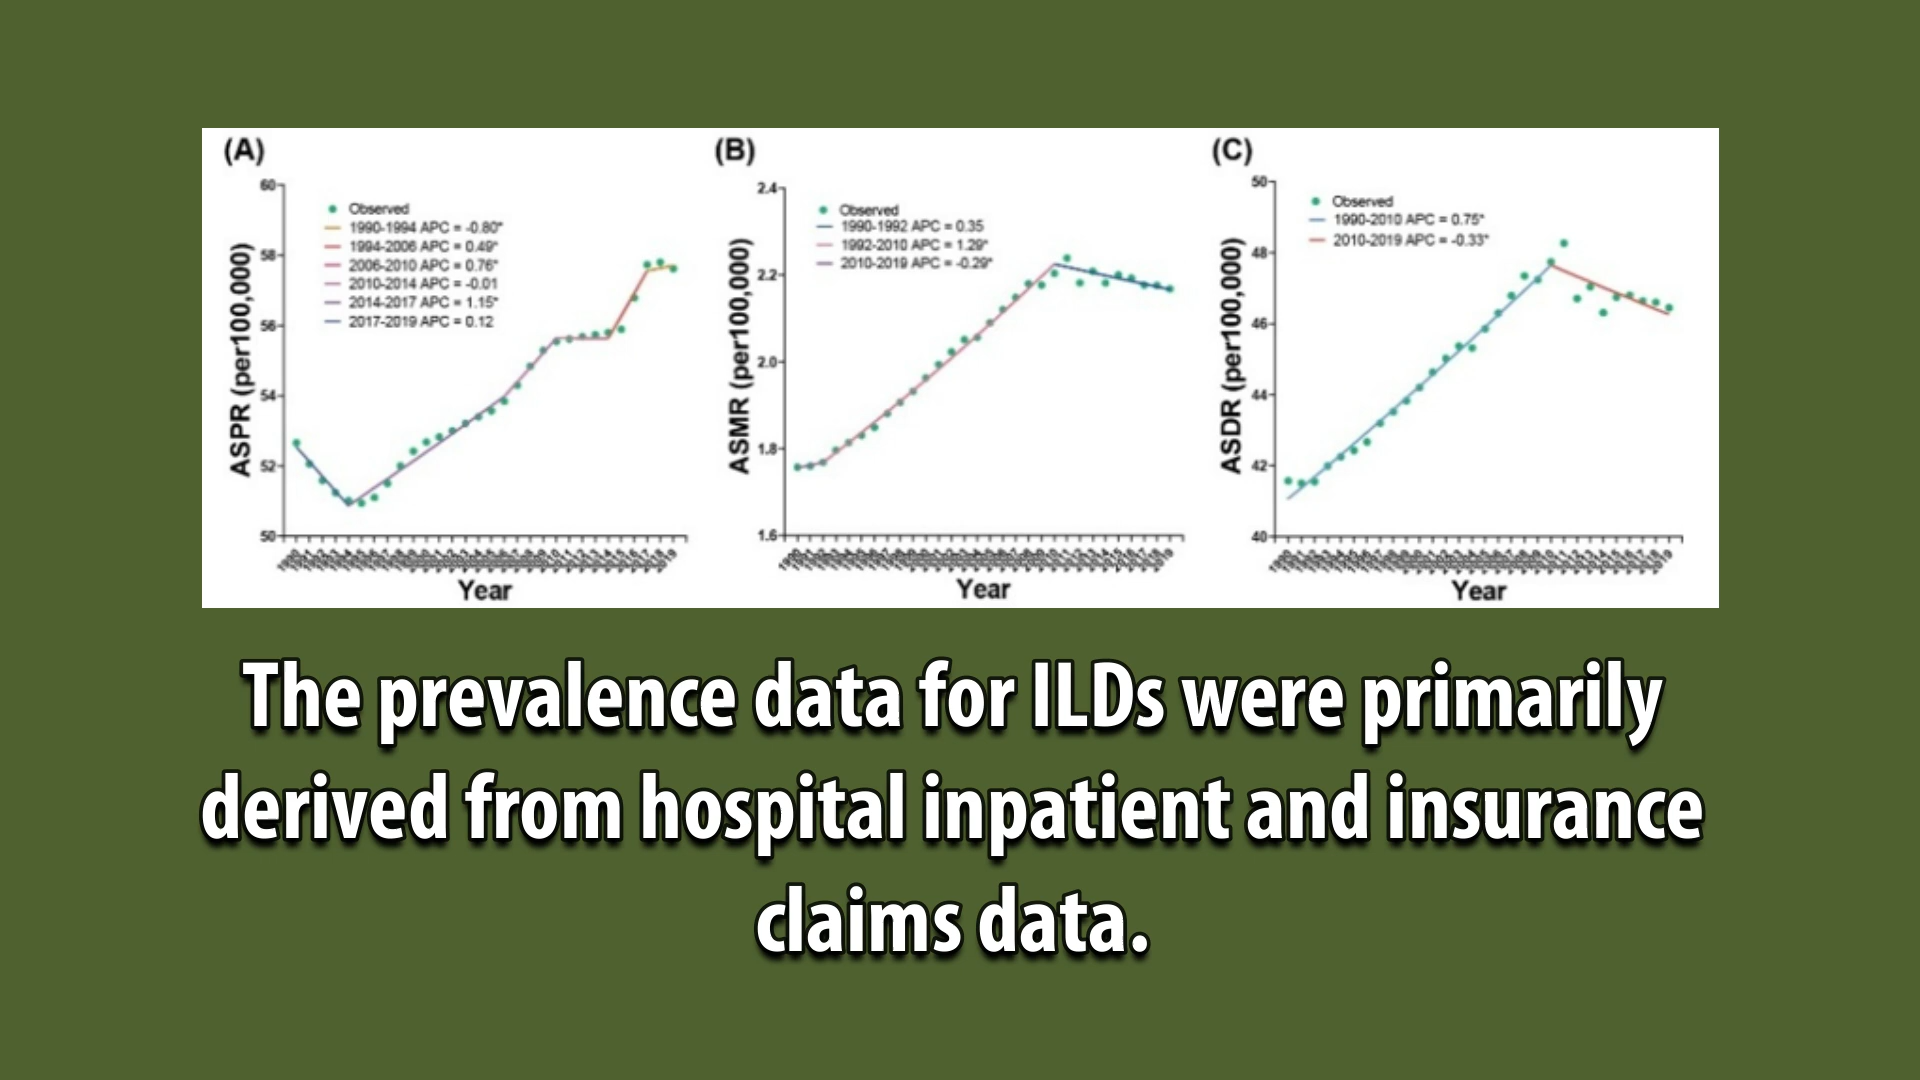 (A)
60
58
56
54
52
50
ASPR (per100,000)
Observed
1990-1994 APC = -0.80*
1994-2006 APC = 0.49*
2006-2010 APC = 0.76*
2010-2014 APC = -0.01
2014-2017 APC = 1.15*
2017-2019 APC = 0.12
Year
(B)
2.4
2.2
2.0
1.8
1.6
ASMR (per100,000)
Observed
1990-1992 APC = 0.35
1992-2010 APC = 1.29*
2010-2019 APC = -0.29*
Year
(C)
50
48
46
44
42
40
ASDR (per100,000)
Observed
1990-2010 APC = 0.75*
2010-2019 APC = -0.33*
Year
The prevalence data for ILDs were primarily
derived from hospital inpatient and insurance
claims data.